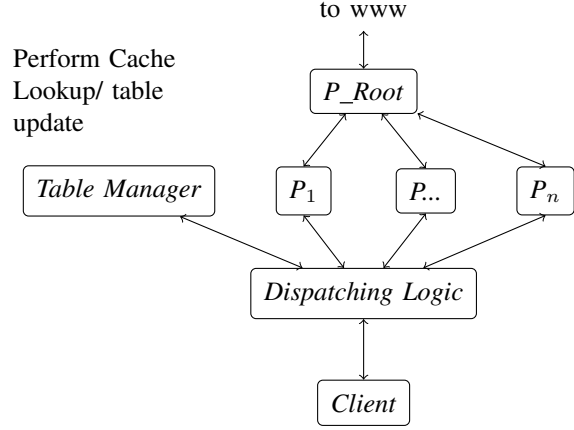 to www
Perform Cache
Lookup/ table
update
P_Root
Table Manager
P₁
P...
Pₙ
Dispatching Logic
Client